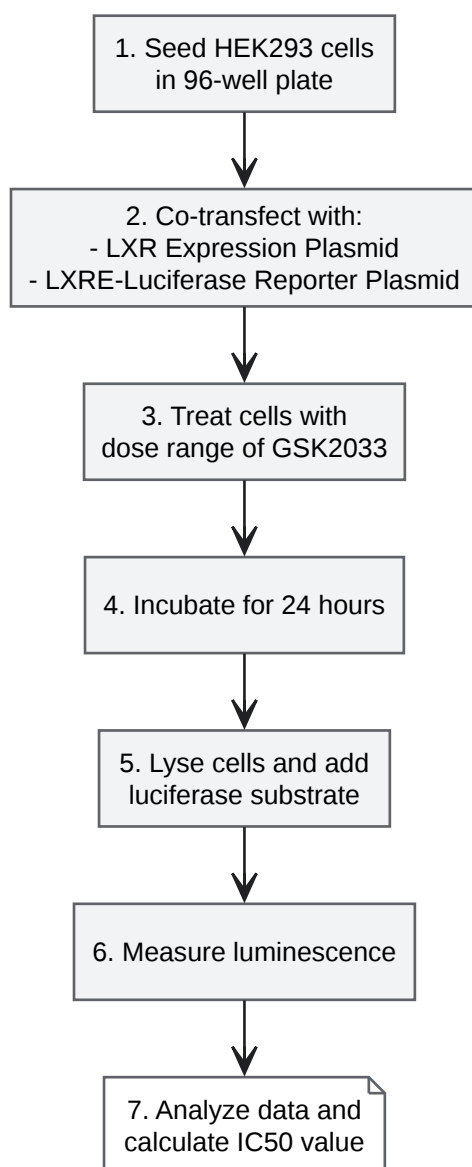 1. Seed HEK293 cells
in 96-well plate
2. Co-transfect with:
- LXR Expression Plasmid
- LXRE-Luciferase Reporter Plasmid
3. Treat cells with
dose range of GSK2033
4. Incubate for 24 hours
5. Lyse cells and add
luciferase substrate
6. Measure luminescence
7. Analyze data and
calculate IC50 value